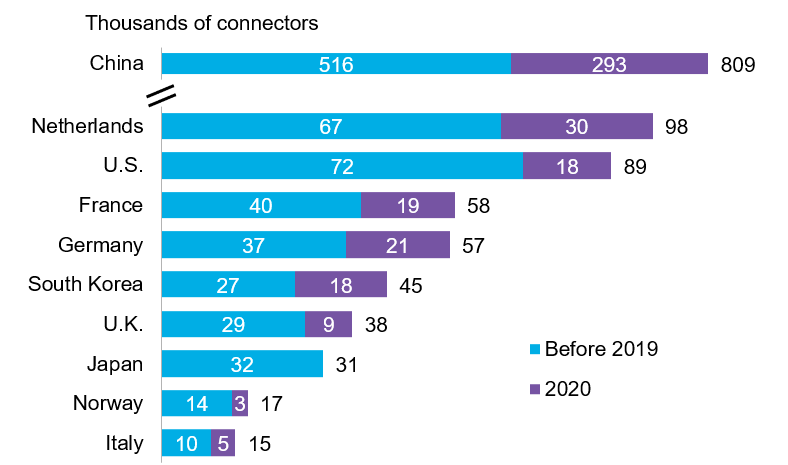 Thousands of connectors
China 516 293 809
Netherlands 67 30 98
U.S. 72 18 89
France 40 19 58
Germany 37 21 57
South Korea 27 18 45
U.K. 29 9 38
Japan 32 31
Norway 14 3 17
Italy 10 5 15
Before 2019
2020